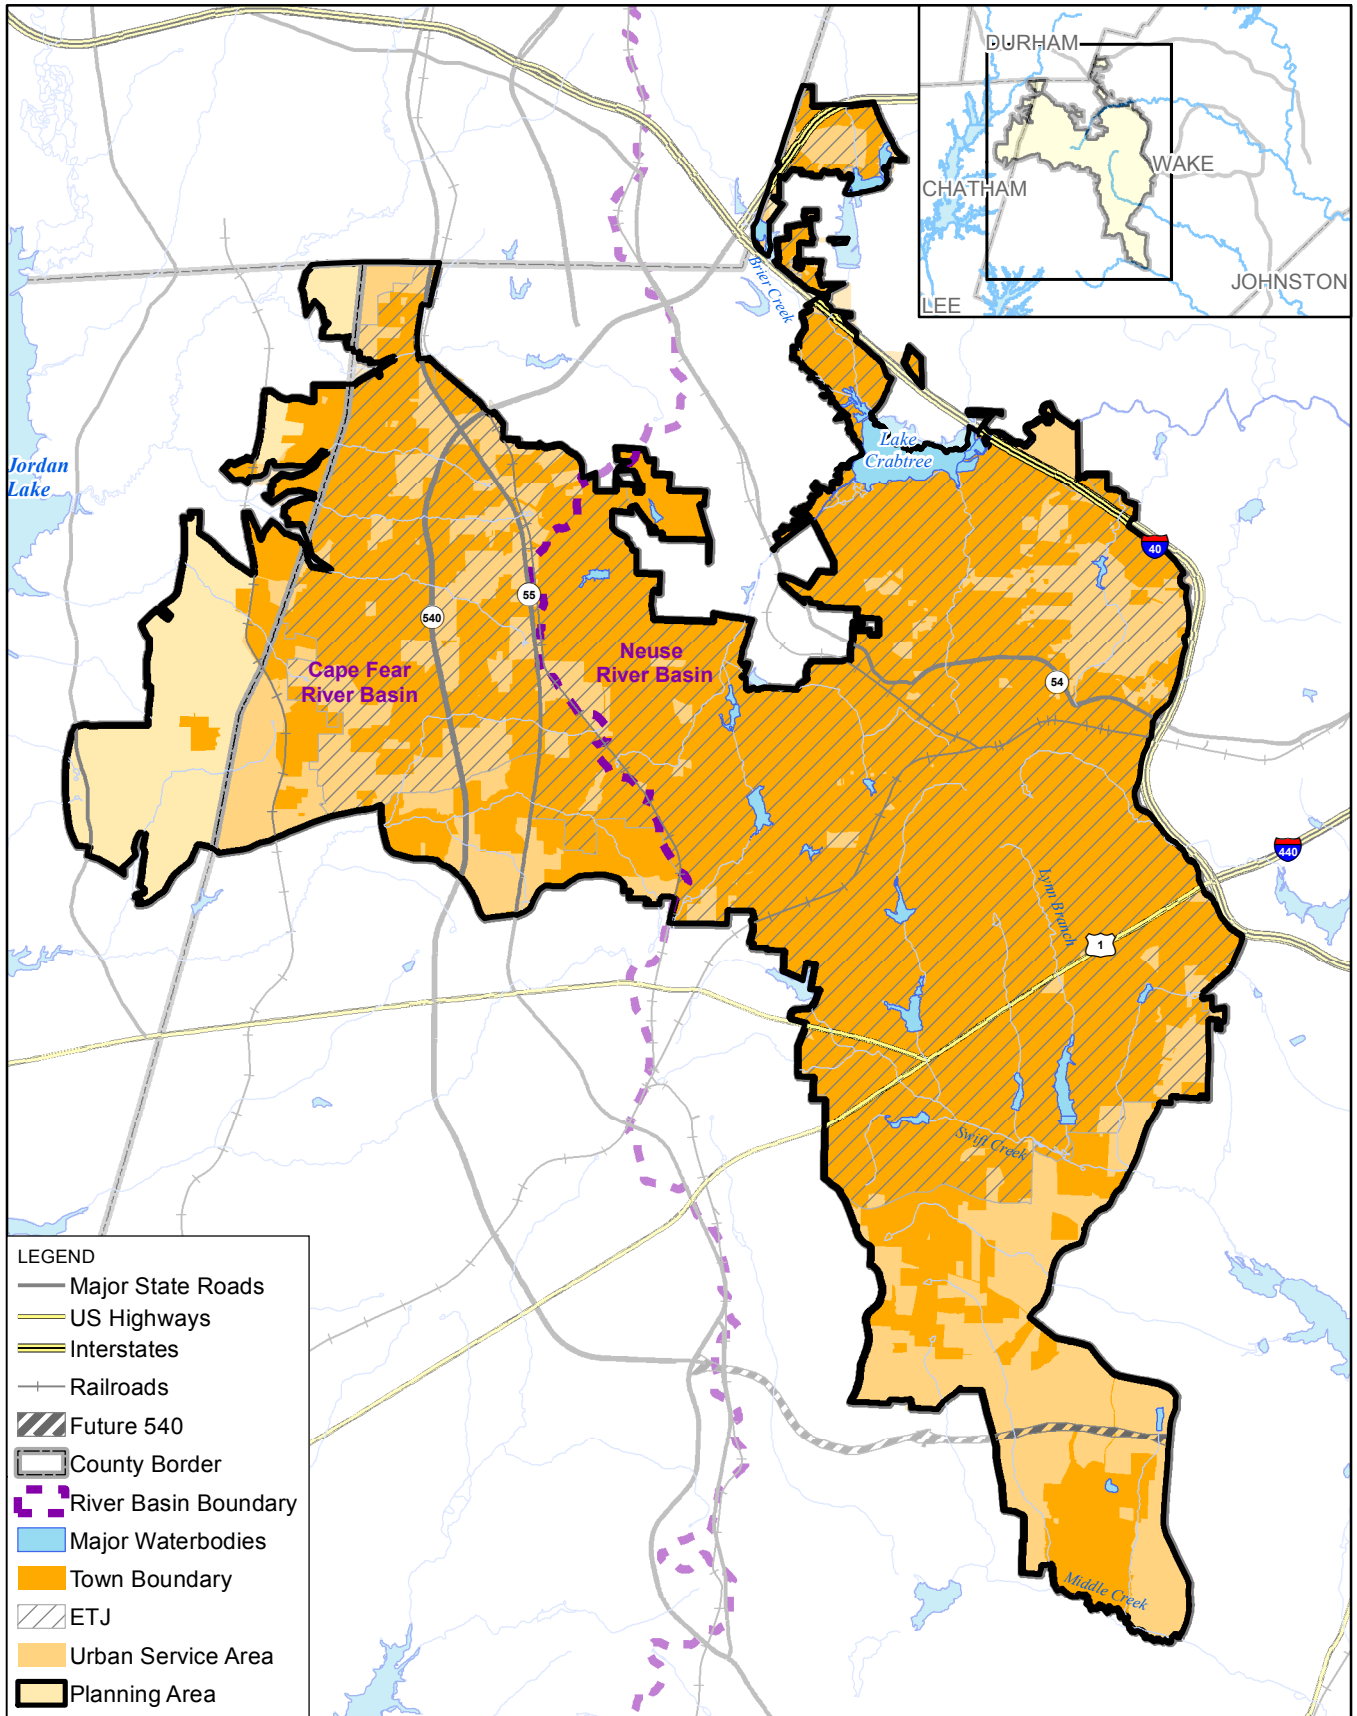 DURHAM
WAKE
CHATHAM
JOHNSTON
LEE
Brier Creek
Lake
Crabtree
Jordan
Lake
40
55
540
Neuse
River Basin
Cape Fear
River Basin
54
440
Lynn Branch
1
Swift Creek
Middle Creek
LEGEND
Major State Roads
US Highways
Interstates
Railroads
Future 540
County Border
River Basin Boundary
Major Waterbodies
Town Boundary
ETJ
Urban Service Area
Planning Area